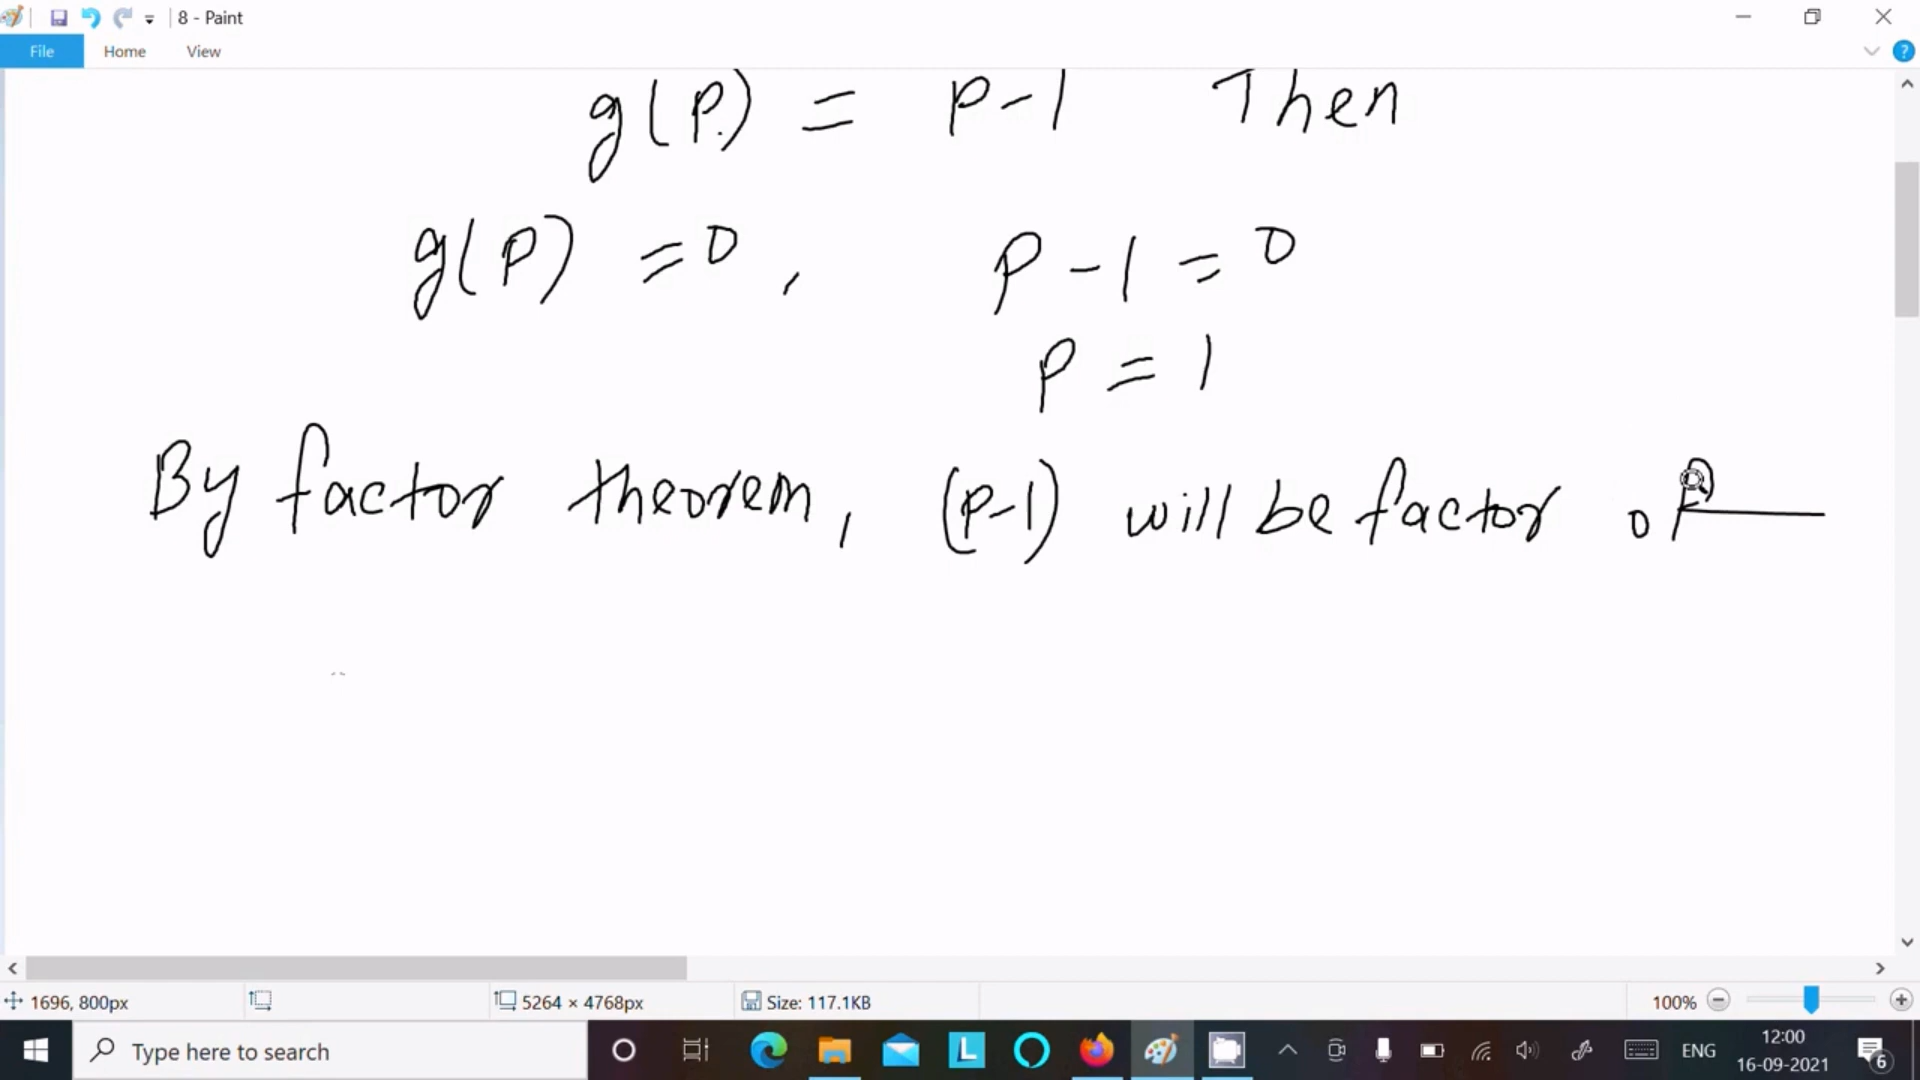 8 - Paint
File Home View
g(p) = p-1 Then
g(p) = 0, p-1 = 0
p = 1
By factor theorem, (p-1) will be factor of
1696, 800px 5264 × 4768px Size: 117.1KB 100%
Type here to search L ENG 12:00
16-09-2021 6